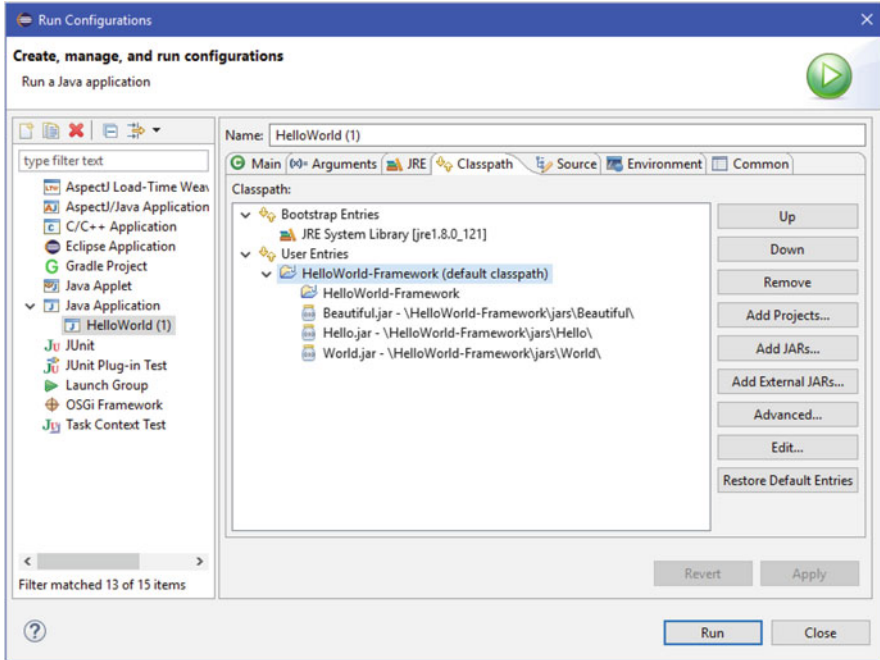 Run Configurations
Create, manage, and run configurations
Run a Java application
type filter text
AspectJ Load-Time Weav
AspectJ/Java Application
C/C++ Application
Eclipse Application
Gradle Project
Java Applet
Java Application
HelloWorld (1)
JUnit
JUnit Plug-in Test
Launch Group
OSGi Framework
Task Context Test
Filter matched 13 of 15 items
Name: HelloWorld (1)
Main (x)= Arguments JRE Classpath Source Environment Common
Classpath:
Bootstrap Entries
JRE System Library [jre1.8.0_121]
User Entries
HelloWorld-Framework (default classpath)
HelloWorld-Framework
Beautiful.jar - \HelloWorld-Framework\jars\Beautiful\
Hello.jar - \HelloWorld-Framework\jars\Hello\
World.jar - \HelloWorld-Framework\jars\World\
Up
Down
Remove
Add Projects...
Add JARs...
Add External JARs...
Advanced...
Edit...
Restore Default Entries
Revert Apply
Run Close